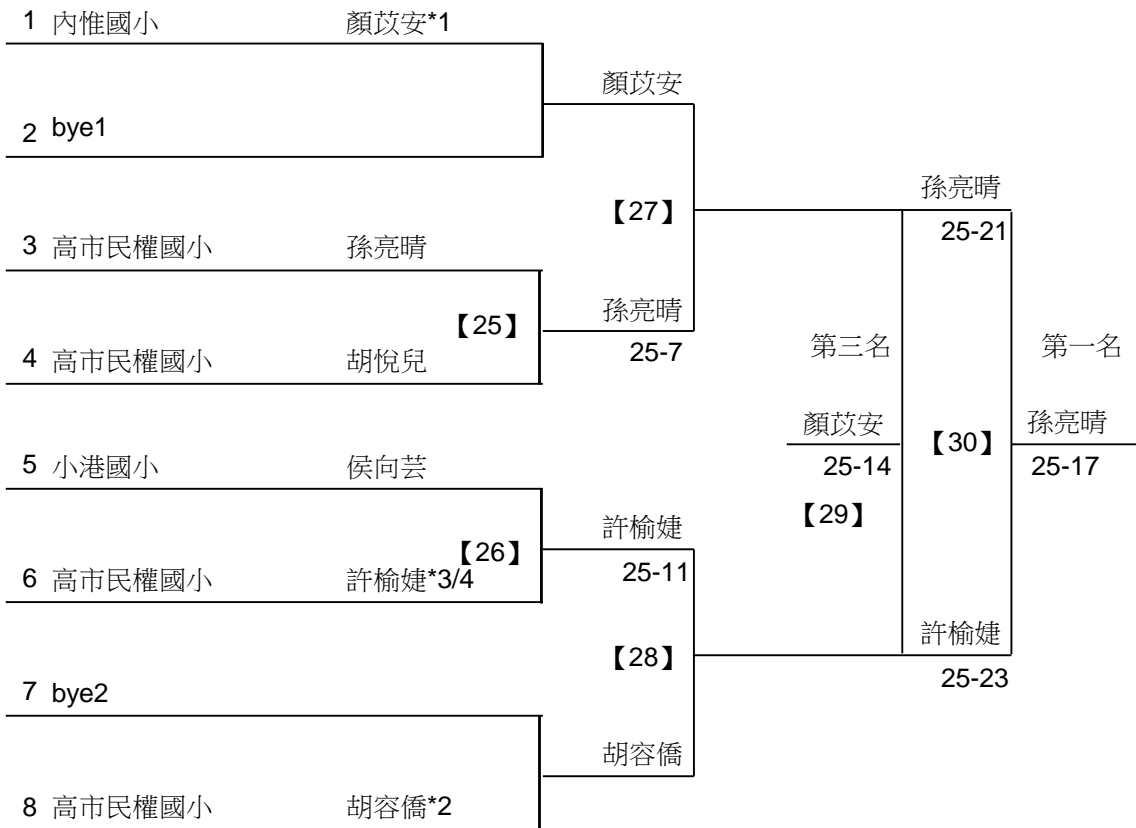 1 內惟國小 顏苡安*1
顏苡安
2 bye1
孫亮晴
【27】
25-21
3 高市民權國小 孫亮晴
孫亮晴
【25】
25-7 第三名 第一名
4 高市民權國小 胡悅兒
顏苡安 孫亮晴
【30】
5 小港國小 侯向芸 25-14 25-17
【29】
許榆婕
【26】
6 高市民權國小 許榆婕*3/4 25-11
許榆婕
【28】
25-23
7 bye2
胡容僑
8 高市民權國小 胡容僑*2